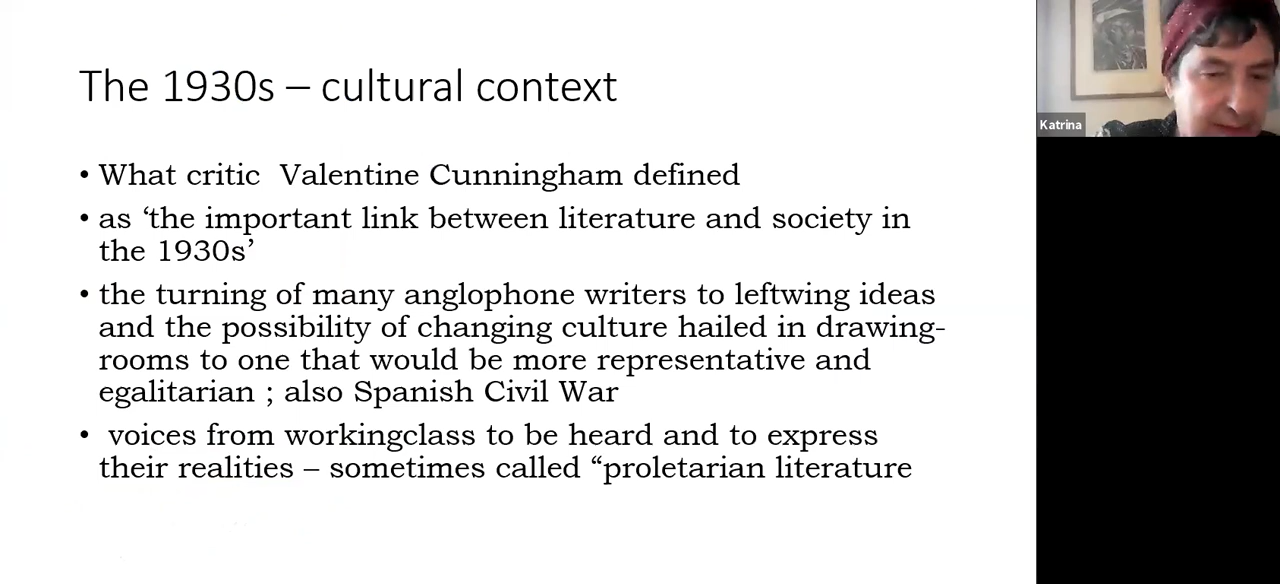 The 1930s – cultural context
• What critic  Valentine Cunningham defined
• as ‘the important link between literature and society in
the 1930s’
• the turning of many anglophone writers to leftwing ideas
and the possibility of changing culture hailed in drawing-
rooms to one that would be more representative and
egalitarian ; also Spanish Civil War
•  voices from workingclass to be heard and to express
their realities – sometimes called “proletarian literature
Katrina